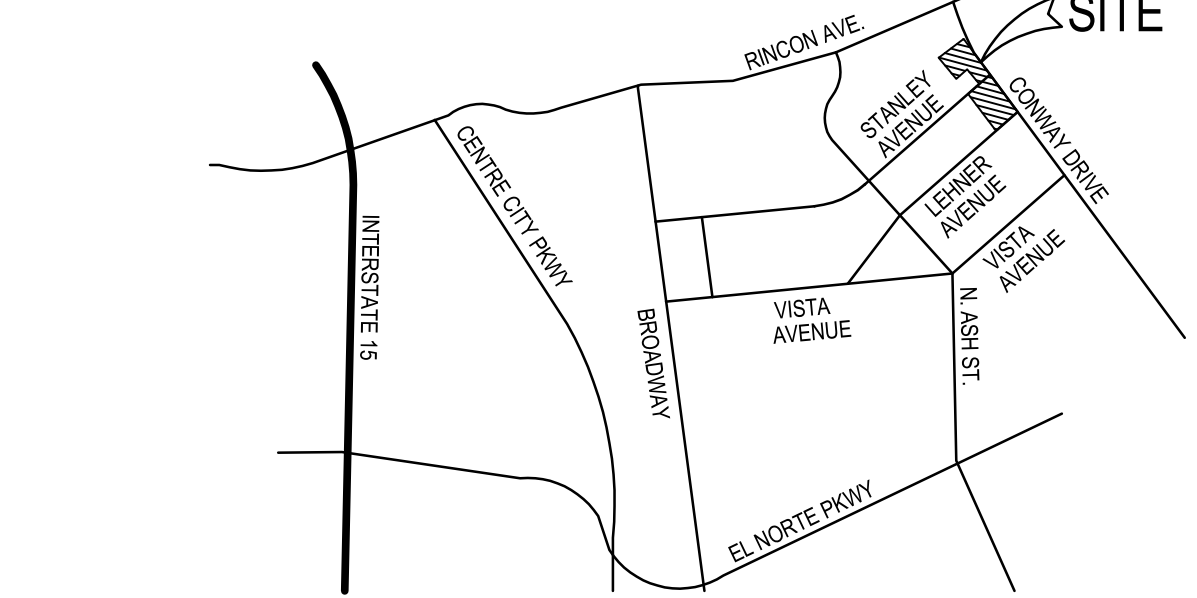 SITE
RINCON AVE.
STANLEY
AVENUE
CONWAY DRIVE
CENTRE CITY PKWY
LEHNER
AVENUE
INTERSTATE 15
VISTA
AVENUE
VISTA
AVENUE
BROADWAY
N. ASH ST.
EL NORTE PKWY